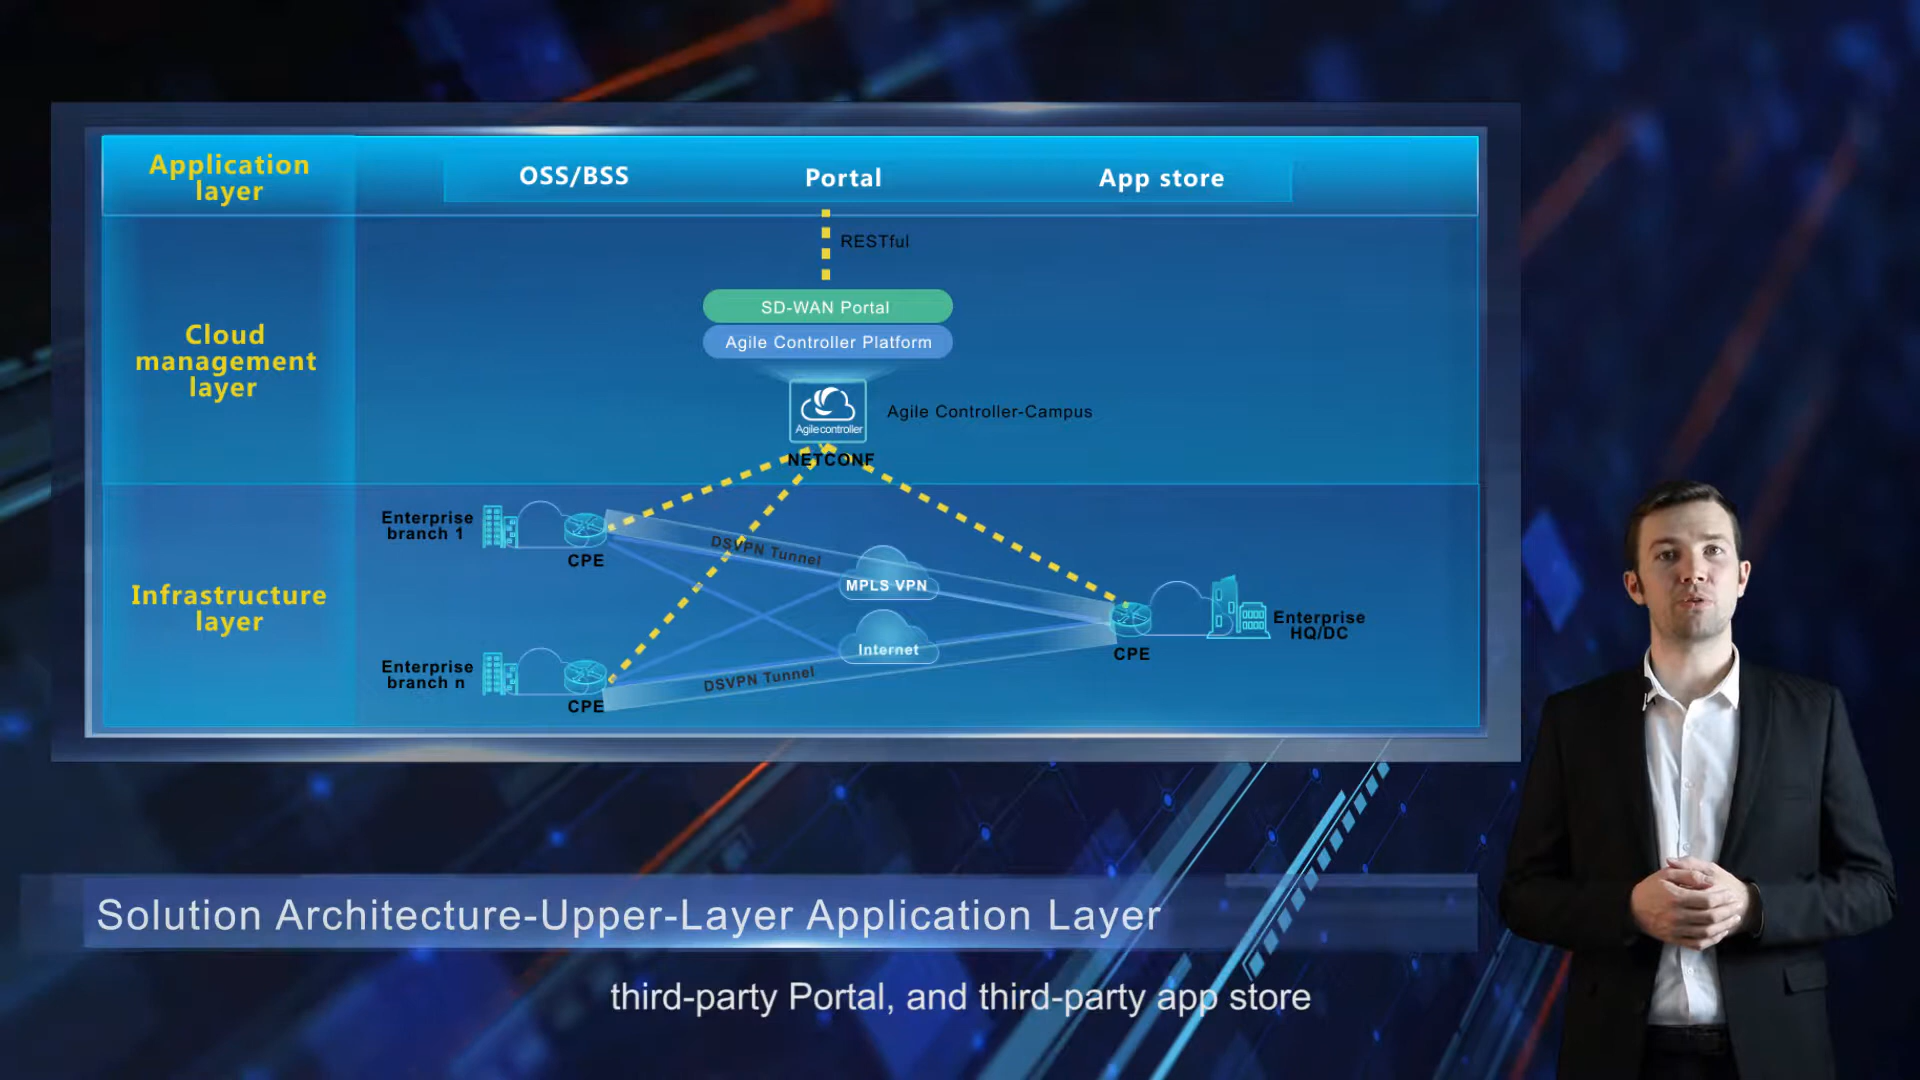 Application
layer
OSS/BSS
Portal
App store
RESTful
Cloud
management
layer
SD-WAN Portal
Agile Controller Platform
Agile controller
Agile Controller-Campus
NETCONF
Infrastructure
layer
Enterprise
branch 1
CPE
DSVPN Tunnel
MPLS VPN
Internet
Enterprise
branch n
CPE
DSVPN Tunnel
CPE
Enterprise
HQ/DC
Solution Architecture-Upper-Layer Application Layer
third-party Portal, and third-party app store